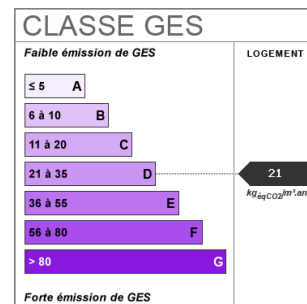 CLASSE GES
Faible émission de GES
LOGEMENT
≤ 5 A
6 à 10 B
11 à 20 C
21 à 35 D
21
kgéqCO2/m².an
36 à 55 E
56 à 80 F
> 80 G
Forte émission de GES